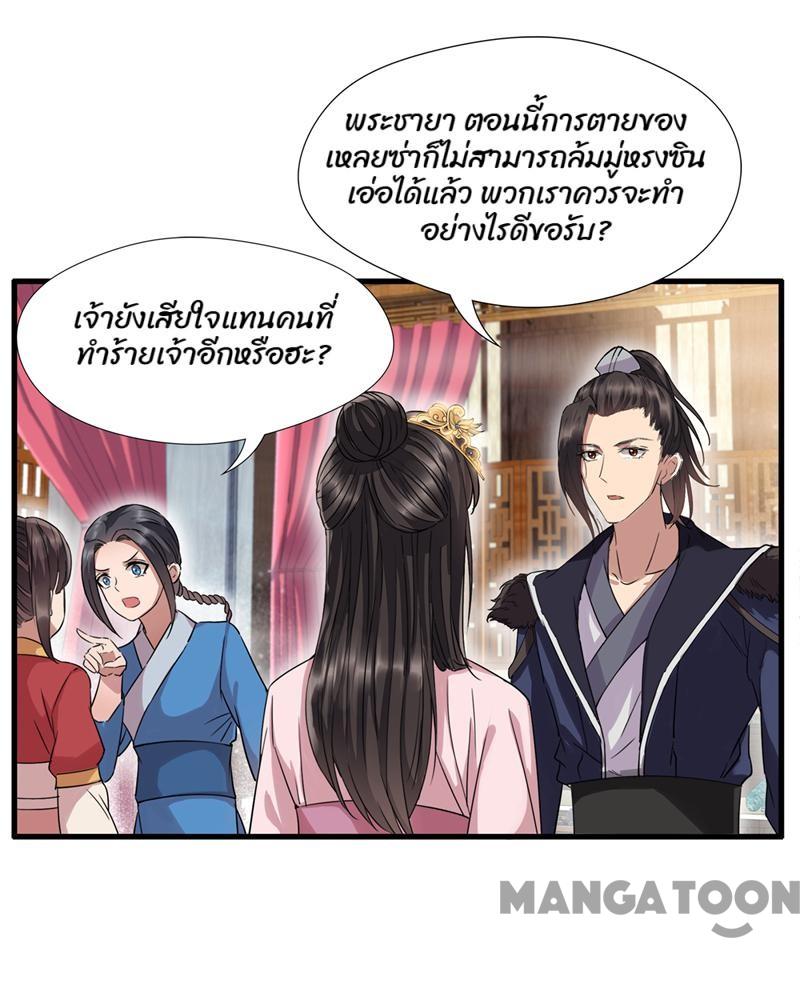 พระชายา ตอนนี้การตายของ
เหลยซ่าก็ไม่สามารถล้มมู่หรงซิน
เอ่อได้แล้ว พวกเราควรจะทำ
อย่างไรดีขอรับ?
เจ้ายังเสียใจแทนคนที่
ทำร้ายเจ้าอีกหรือฮะ?
MANGATOON